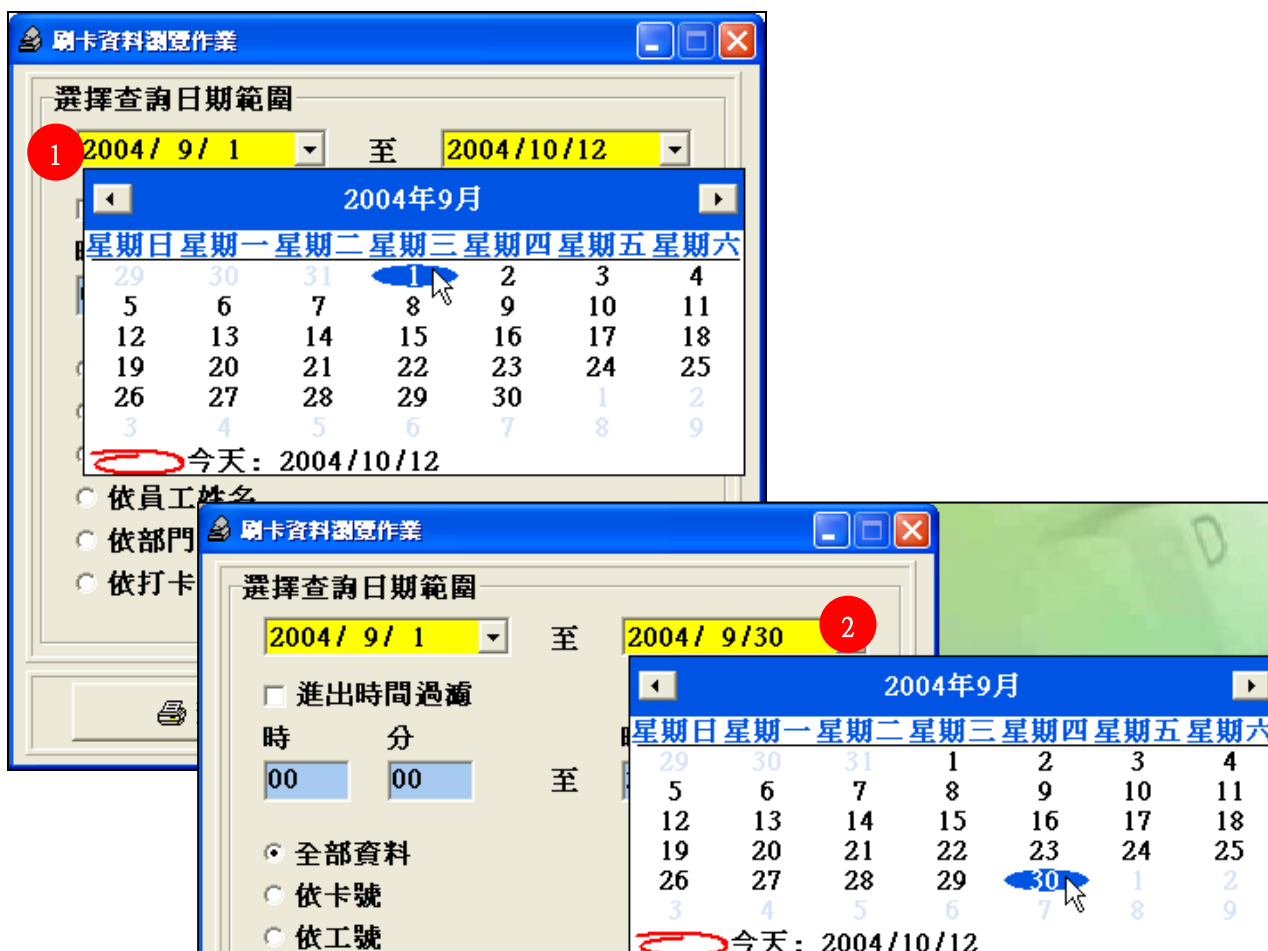 刷卡資料瀏覽作業
選擇查詢日期範圍
1
2004/ 9/ 1 至 2004/10/12
2004年9月
星期日 星期一 星期二 星期三 星期四 星期五 星期六
29 30 31 1 2 3 4
5 6 7 8 9 10 11
12 13 14 15 16 17 18
19 20 21 22 23 24 25
26 27 28 29 30 1 2
3 4 5 6 7 8 9
今天: 2004/10/12
依員工姓名
依部門
依打卡
刷卡資料瀏覽作業
選擇查詢日期範圍
2004/ 9/ 1 至 2004/ 9/30 2
進出時間過濾
時 分
00 00 至
全部資料
依卡號
依工號
2004年9月
星期日 星期一 星期二 星期三 星期四 星期五 星期六
29 30 31 1 2 3 4
5 6 7 8 9 10 11
12 13 14 15 16 17 18
19 20 21 22 23 24 25
26 27 28 29 30 1 2
3 4 5 6 7 8 9
今天: 2004/10/12